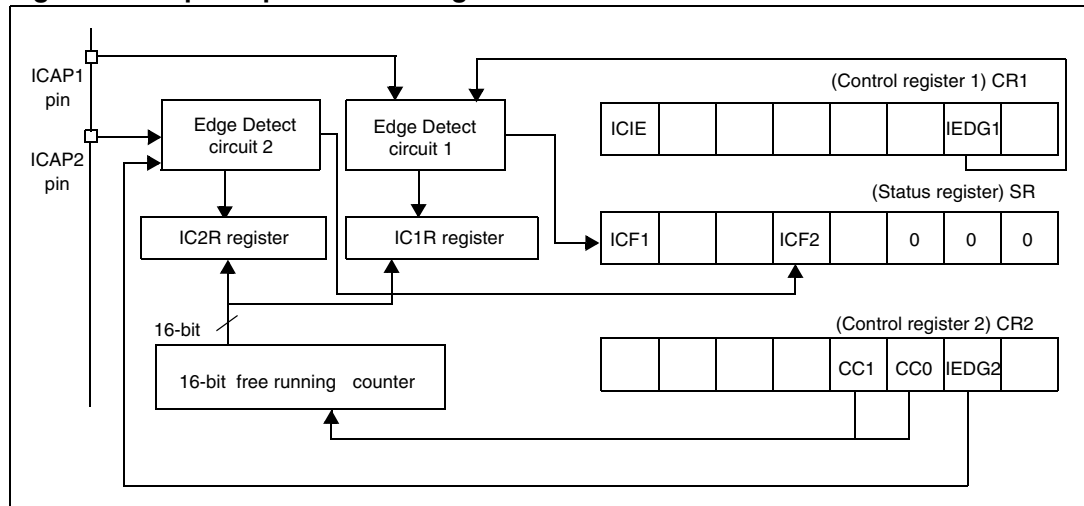 ICAP1
pin
ICAP2
pin
Edge Detect
circuit 2
Edge Detect
circuit 1
IC2R register
IC1R register
16-bit
16-bit free running counter
(Control register 1) CR1
ICIE
IEDG1
(Status register) SR
ICF1
ICF2
0
0
0
(Control register 2) CR2
CC1
CC0
IEDG2